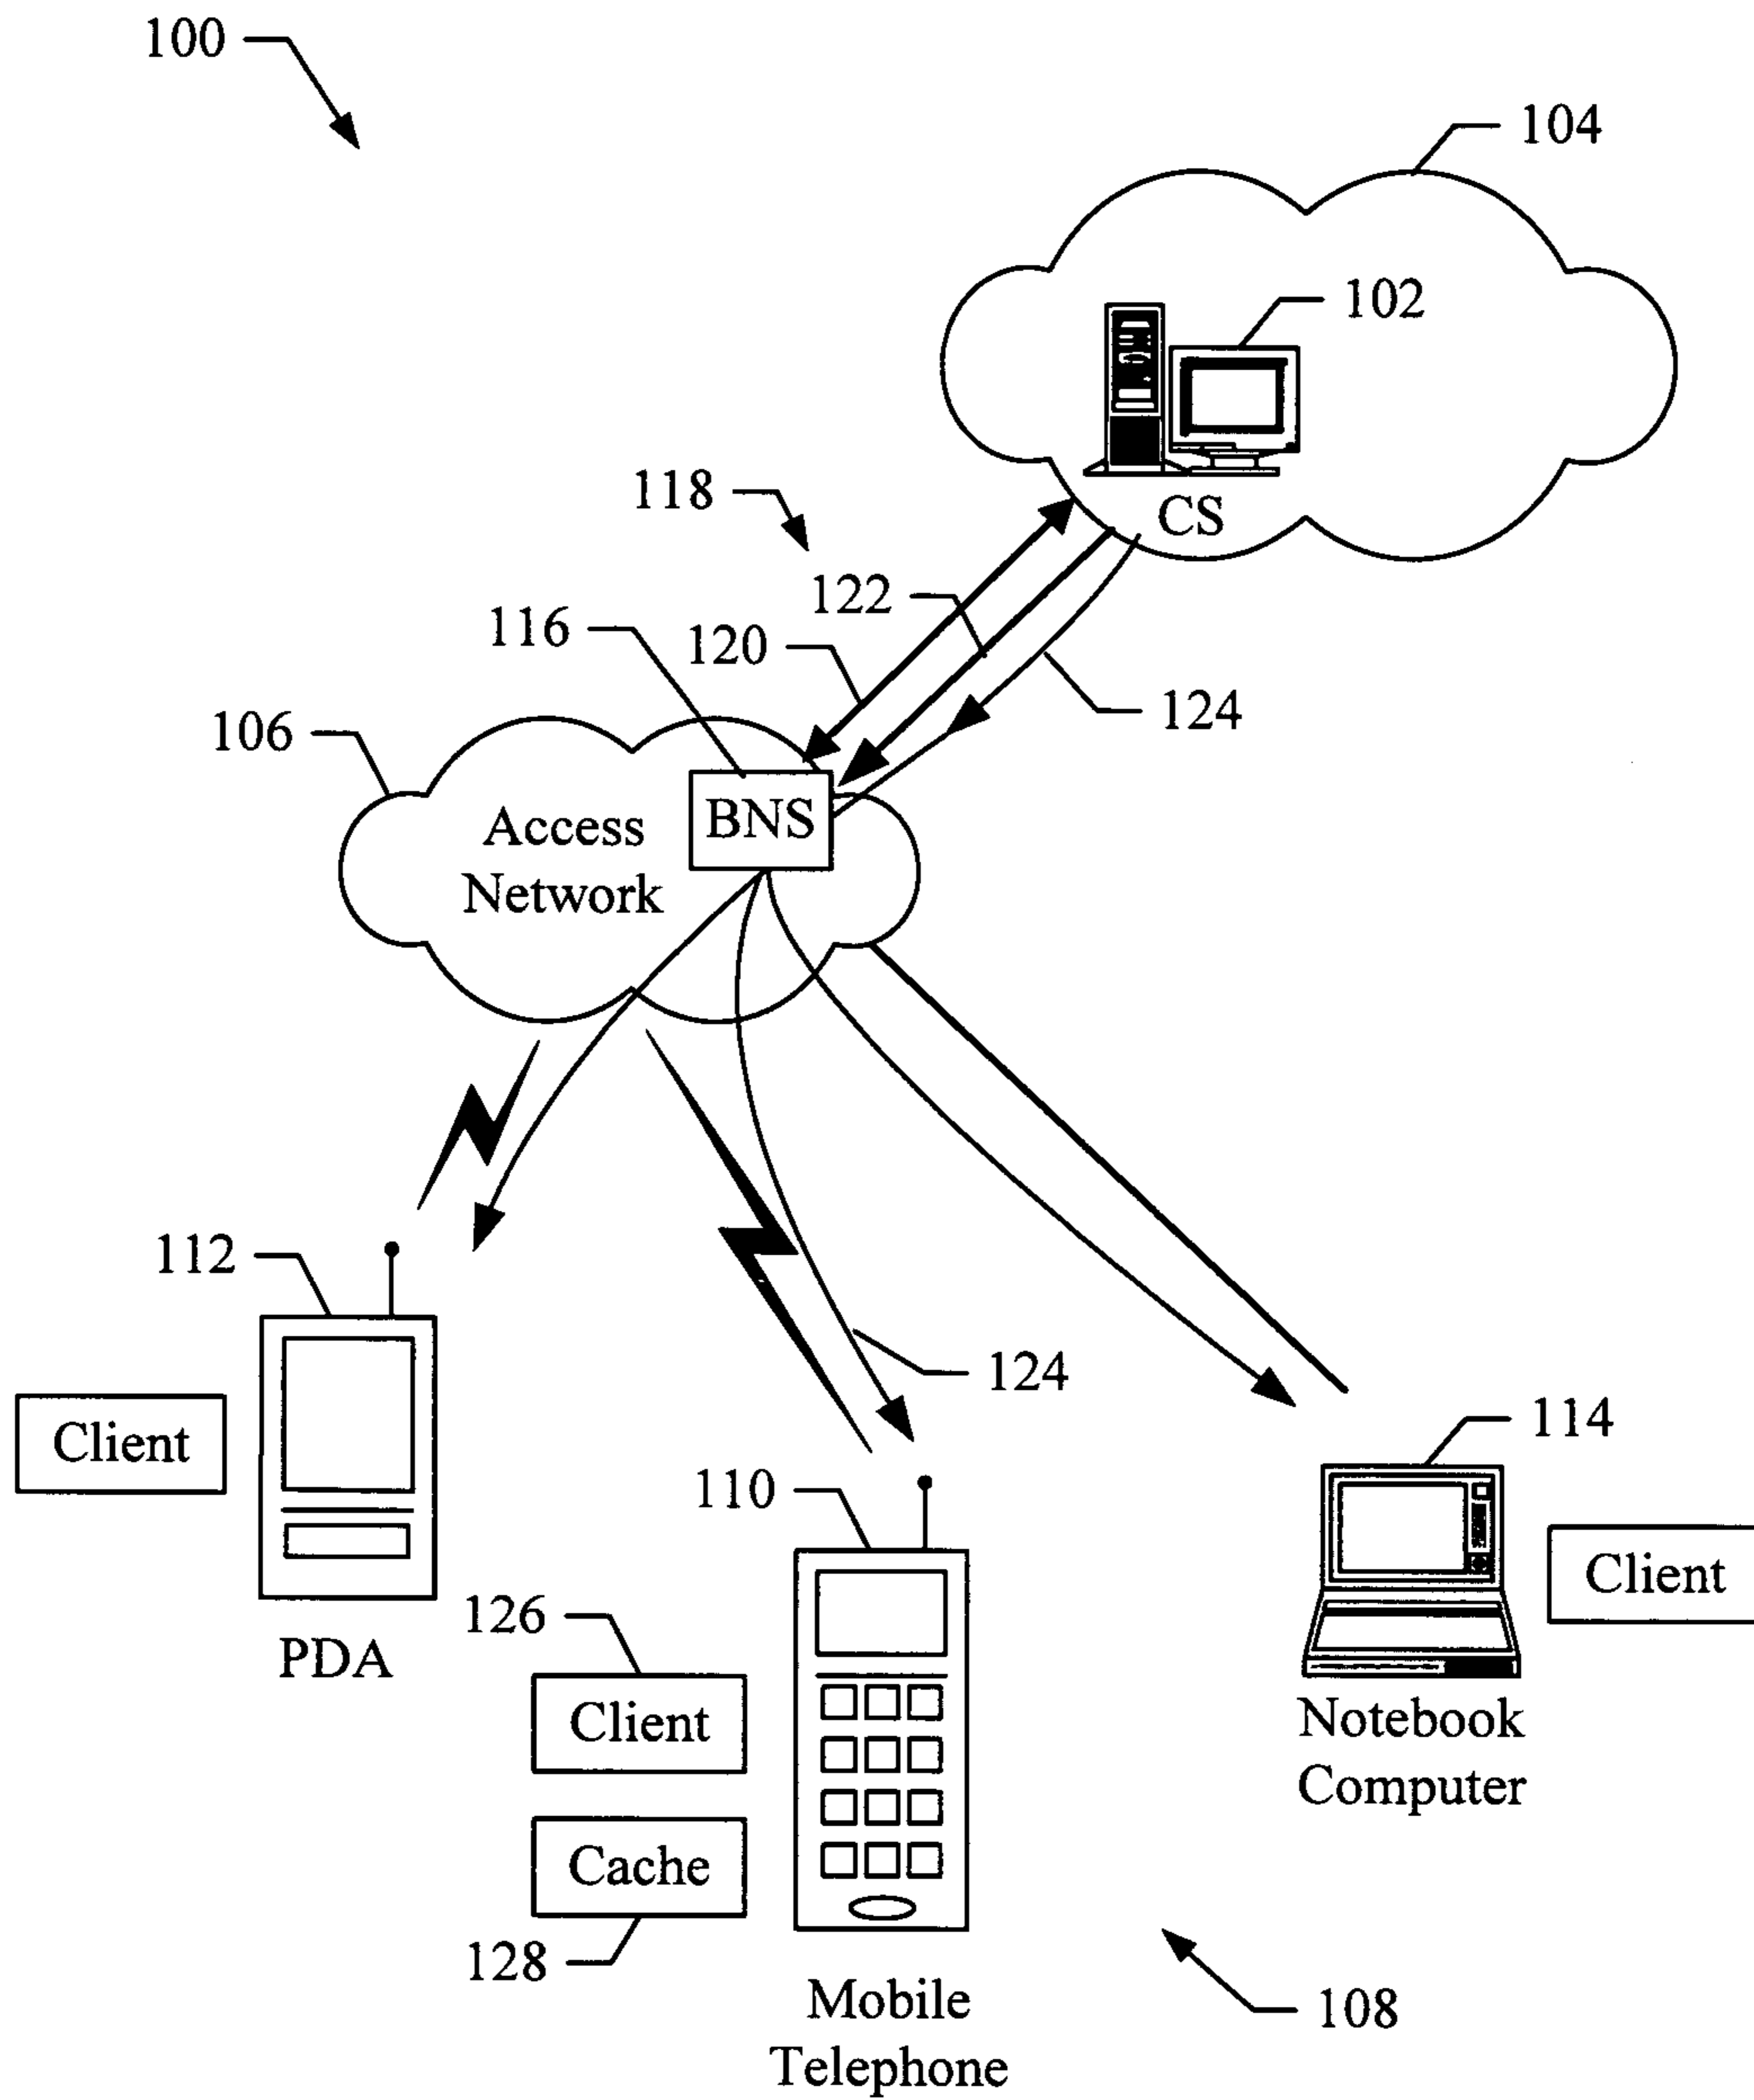 100
104
102
CS
118
122
116
120
124
106
BNS
Access
Network
112
124
Client
114
110
Client
126
PDA
Client
Notebook
Computer
Cache
128
Mobile
Telephone
108